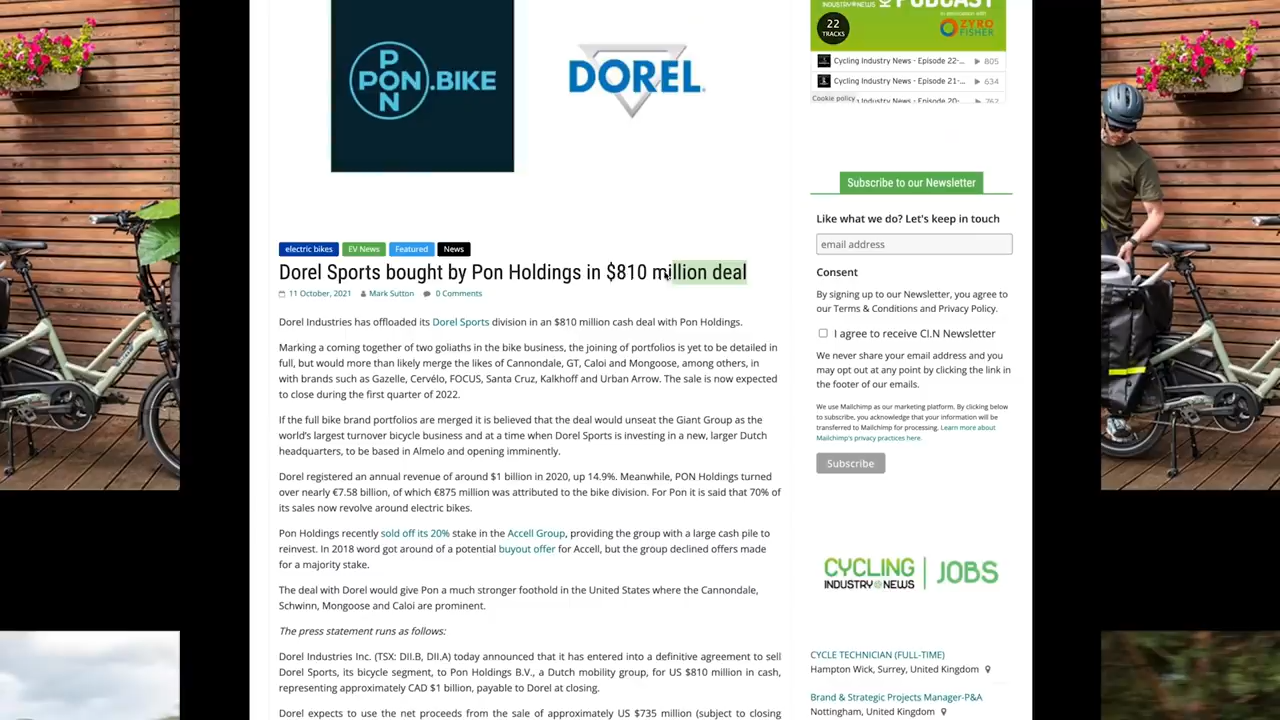 PODCAST
INDUSTRY NEWS
in association with
22
TRACKS
ZYRO
FISHER
Cycling Industry News - Episode 22-... 805
Cycling Industry News - Episode 21-... 634
Cookie policy Industry News - Episode 20-... 762
PON
PON.BIKE
DOREL
electric bikes EV News Featured News
Dorel Sports bought by Pon Holdings in $810 million deal
11 October, 2021 Mark Sutton 0 Comments
Dorel Industries has offloaded its Dorel Sports division in an $810 million cash deal with Pon Holdings.
Marking a coming together of two goliaths in the bike business, the joining of portfolios is yet to be detailed in
full, but would more than likely merge the likes of Cannondale, GT, Caloi and Mongoose, among others, in
with brands such as Gazelle, Cervélo, FOCUS, Santa Cruz, Kalkhoff and Urban Arrow. The sale is now expected
to close during the first quarter of 2022.
If the full bike brand portfolios are merged it is believed that the deal would unseat the Giant Group as the
world's largest turnover bicycle business and at a time when Dorel Sports is investing in a new, larger Dutch
headquarters, to be based in Almelo and opening imminently.
Dorel registered an annual revenue of around $1 billion in 2020, up 14.9%. Meanwhile, PON Holdings turned
over nearly €7.58 billion, of which €875 million was attributed to the bike division. For Pon it is said that 70% of
its sales now revolve around electric bikes.
Pon Holdings recently sold off its 20% stake in the Accell Group, providing the group with a large cash pile to
reinvest. In 2018 word got around of a potential buyout offer for Accell, but the group declined offers made
for a majority stake.
The deal with Dorel would give Pon a much stronger foothold in the United States where the Cannondale,
Schwinn, Mongoose and Caloi are prominent.
The press statement runs as follows:
Dorel Industries Inc. (TSX: DII.B, DII.A) today announced that it has entered into a definitive agreement to sell
Dorel Sports, its bicycle segment, to Pon Holdings B.V., a Dutch mobility group, for US $810 million in cash,
representing approximately CAD $1 billion, payable to Dorel at closing.
Dorel expects to use the net proceeds from the sale of approximately US $735 million (subject to closing
Subscribe to our Newsletter
Like what we do? Let's keep in touch
email address
Consent
By signing up to our Newsletter, you agree to
our Terms & Conditions and Privacy Policy.
I agree to receive CI.N Newsletter
We never share your email address and you
may opt out at any point by clicking the link in
the footer of our emails.
We use Mailchimp as our marketing platform. By clicking below
to subscribe, you acknowledge that your information will be
transferred to Mailchimp for processing. Learn more about
Mailchimp's privacy practices here.
Subscribe
CYCLING
INDUSTRY NEWS JOBS
CYCLE TECHNICIAN (FULL-TIME)
Hampton Wick, Surrey, United Kingdom
Brand & Strategic Projects Manager-P&A
Nottingham, United Kingdom